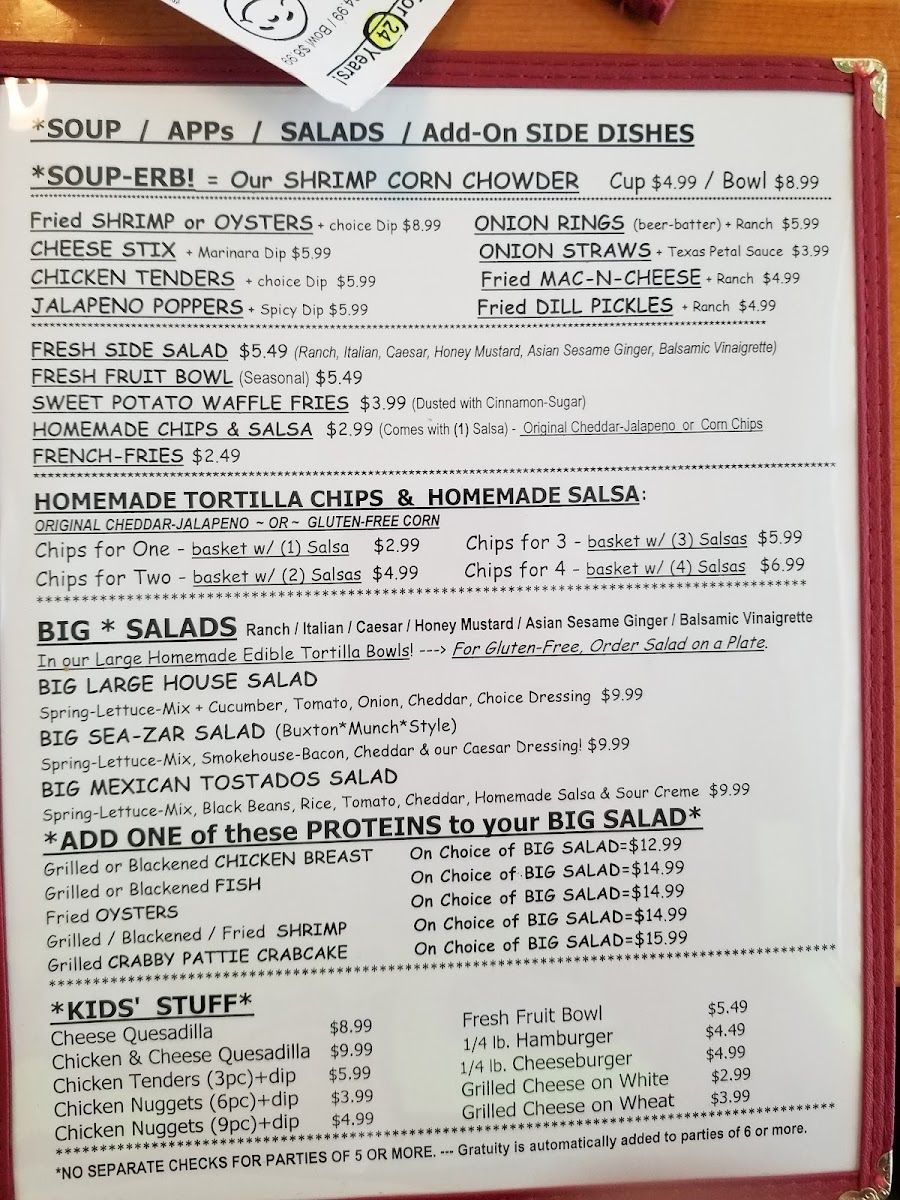 or 24 Years!
4.99 / Bowl $8.99
*SOUP / APPs / SALADS / Add-On SIDE DISHES
*SOUP-ERB! = Our SHRIMP CORN CHOWDER Cup $4.99 / Bowl $8.99
Fried SHRIMP or OYSTERS + choice Dip $8.99 ONION RINGS (beer-batter) + Ranch $5.99
CHEESE STIX + Marinara Dip $5.99 ONION STRAWS + Texas Petal Sauce $3.99
CHICKEN TENDERS + choice Dip $5.99 Fried MAC-N-CHEESE + Ranch $4.99
JALAPENO POPPERS + Spicy Dip $5.99 Fried DILL PICKLES + Ranch $4.99
FRESH SIDE SALAD $5.49 (Ranch, Italian, Caesar, Honey Mustard, Asian Sesame Ginger, Balsamic Vinaigrette)
FRESH FRUIT BOWL (Seasonal) $5.49
SWEET POTATO WAFFLE FRIES $3.99 (Dusted with Cinnamon-Sugar)
HOMEMADE CHIPS & SALSA $2.99 (Comes with (1) Salsa) - Original Cheddar-Jalapeno or Corn Chips
FRENCH-FRIES $2.49
HOMEMADE TORTILLA CHIPS & HOMEMADE SALSA:
ORIGINAL CHEDDAR-JALAPENO ~ OR ~ GLUTEN-FREE CORN
Chips for One - basket w/ (1) Salsa $2.99 Chips for 3 - basket w/ (3) Salsas $5.99
Chips for Two - basket w/ (2) Salsas $4.99 Chips for 4 - basket w/ (4) Salsas $6.99
BIG * SALADS Ranch / Italian / Caesar / Honey Mustard / Asian Sesame Ginger / Balsamic Vinaigrette
In our Large Homemade Edible Tortilla Bowls! ---> For Gluten-Free, Order Salad on a Plate.
BIG LARGE HOUSE SALAD
Spring-Lettuce-Mix + Cucumber, Tomato, Onion, Cheddar, Choice Dressing $9.99
BIG SEA-ZAR SALAD (Buxton*Munch*Style)
Spring-Lettuce-Mix, Smokehouse-Bacon, Cheddar & our Caesar Dressing! $9.99
BIG MEXICAN TOSTADOS SALAD
Spring-Lettuce-Mix, Black Beans, Rice, Tomato, Cheddar, Homemade Salsa & Sour Creme $9.99
*ADD ONE of these PROTEINS to your BIG SALAD*
Grilled or Blackened CHICKEN BREAST On Choice of BIG SALAD=$12.99
Grilled or Blackened FISH On Choice of BIG SALAD=$14.99
Fried OYSTERS On Choice of BIG SALAD=$14.99
Grilled / Blackened / Fried SHRIMP On Choice of BIG SALAD=$14.99
Grilled CRABBY PATTIE CRABCAKE On Choice of BIG SALAD=$15.99
*KIDS' STUFF*
Cheese Quesadilla $8.99 Fresh Fruit Bowl $5.49
Chicken & Cheese Quesadilla $9.99 1/4 lb. Hamburger $4.49
Chicken Tenders (3pc)+dip $5.99 1/4 lb. Cheeseburger $4.99
Chicken Nuggets (6pc)+dip $3.99 Grilled Cheese on White $2.99
Chicken Nuggets (9pc)+dip $4.99 Grilled Cheese on Wheat $3.99
*NO SEPARATE CHECKS FOR PARTIES OF 5 OR MORE. --- Gratuity is automatically added to parties of 6 or more.